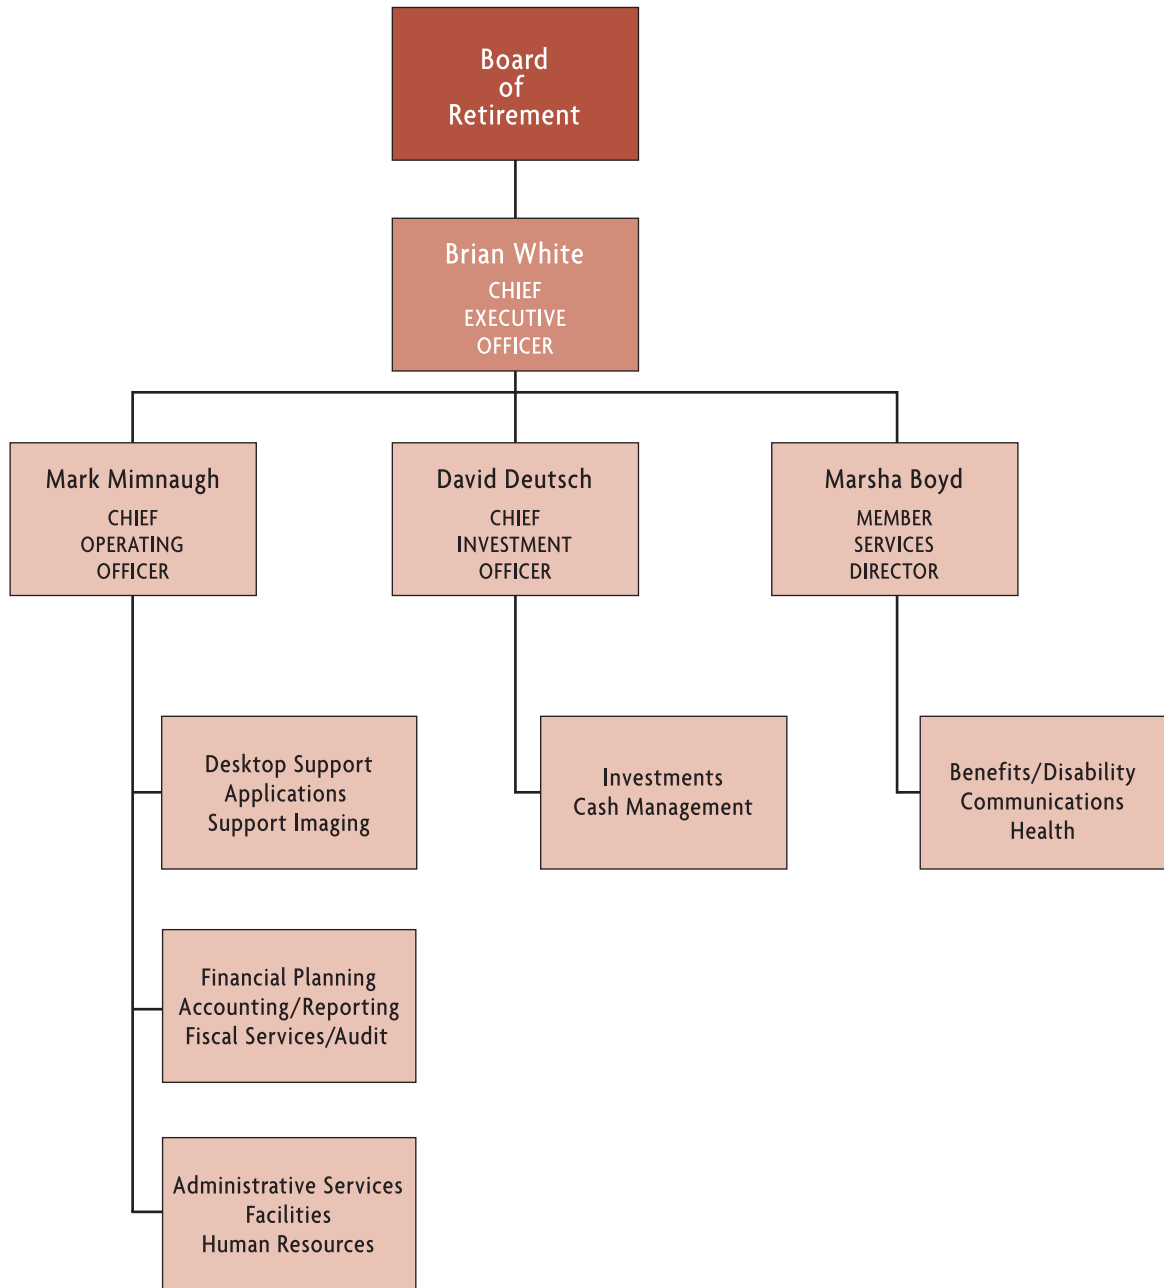 Board
of
Retirement
Brian White
CHIEF
EXECUTIVE
OFFICER
Mark Mimnaugh
CHIEF
OPERATING
OFFICER
David Deutsch
CHIEF
INVESTMENT
OFFICER
Marsha Boyd
MEMBER
SERVICES
DIRECTOR
Desktop Support
Applications
Support Imaging
Investments
Cash Management
Benefits/Disability
Communications
Health
Financial Planning
Accounting/Reporting
Fiscal Services/Audit
Administrative Services
Facilities
Human Resources